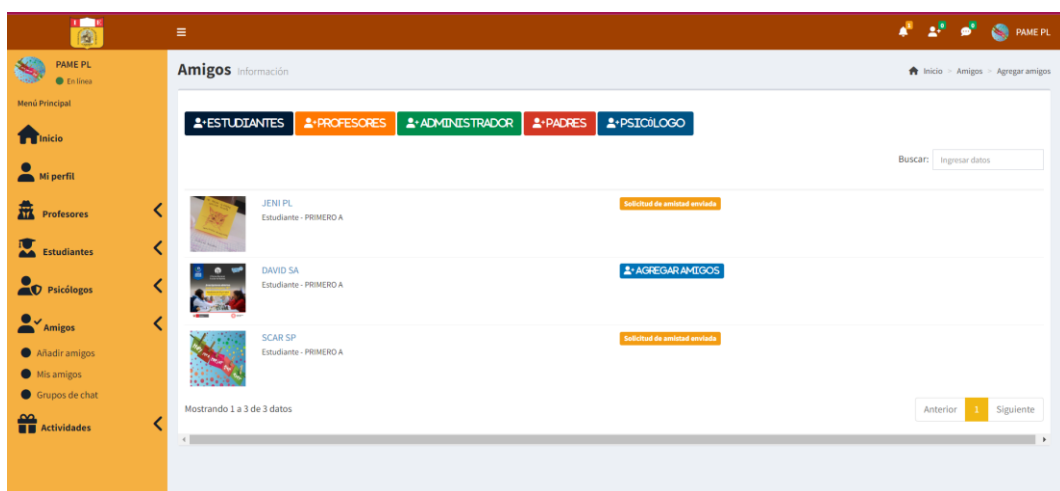 I E
1 0 0 PAME PL
PAME PL
En línea
Menú Principal
Inicio
Mi perfil
Profesores
Estudiantes
Psicólogos
Amigos
Añadir amigos
Mis amigos
Grupos de chat
Actividades
Amigos Información
Inicio > Amigos > Agregar amigos
ESTUDIANTES PROFESORES ADMINISTRADOR PADRES PSICÓLOGO
Buscar: Ingresar datos
JENI PL
Estudiante - PRIMERO A
Solicitud de amistad enviada
DAVID SA
Estudiante - PRIMERO A
AGREGAR AMIGOS
SCAR SP
Estudiante - PRIMERO A
Solicitud de amistad enviada
Mostrando 1 a 3 de 3 datos
Anterior 1 Siguiente